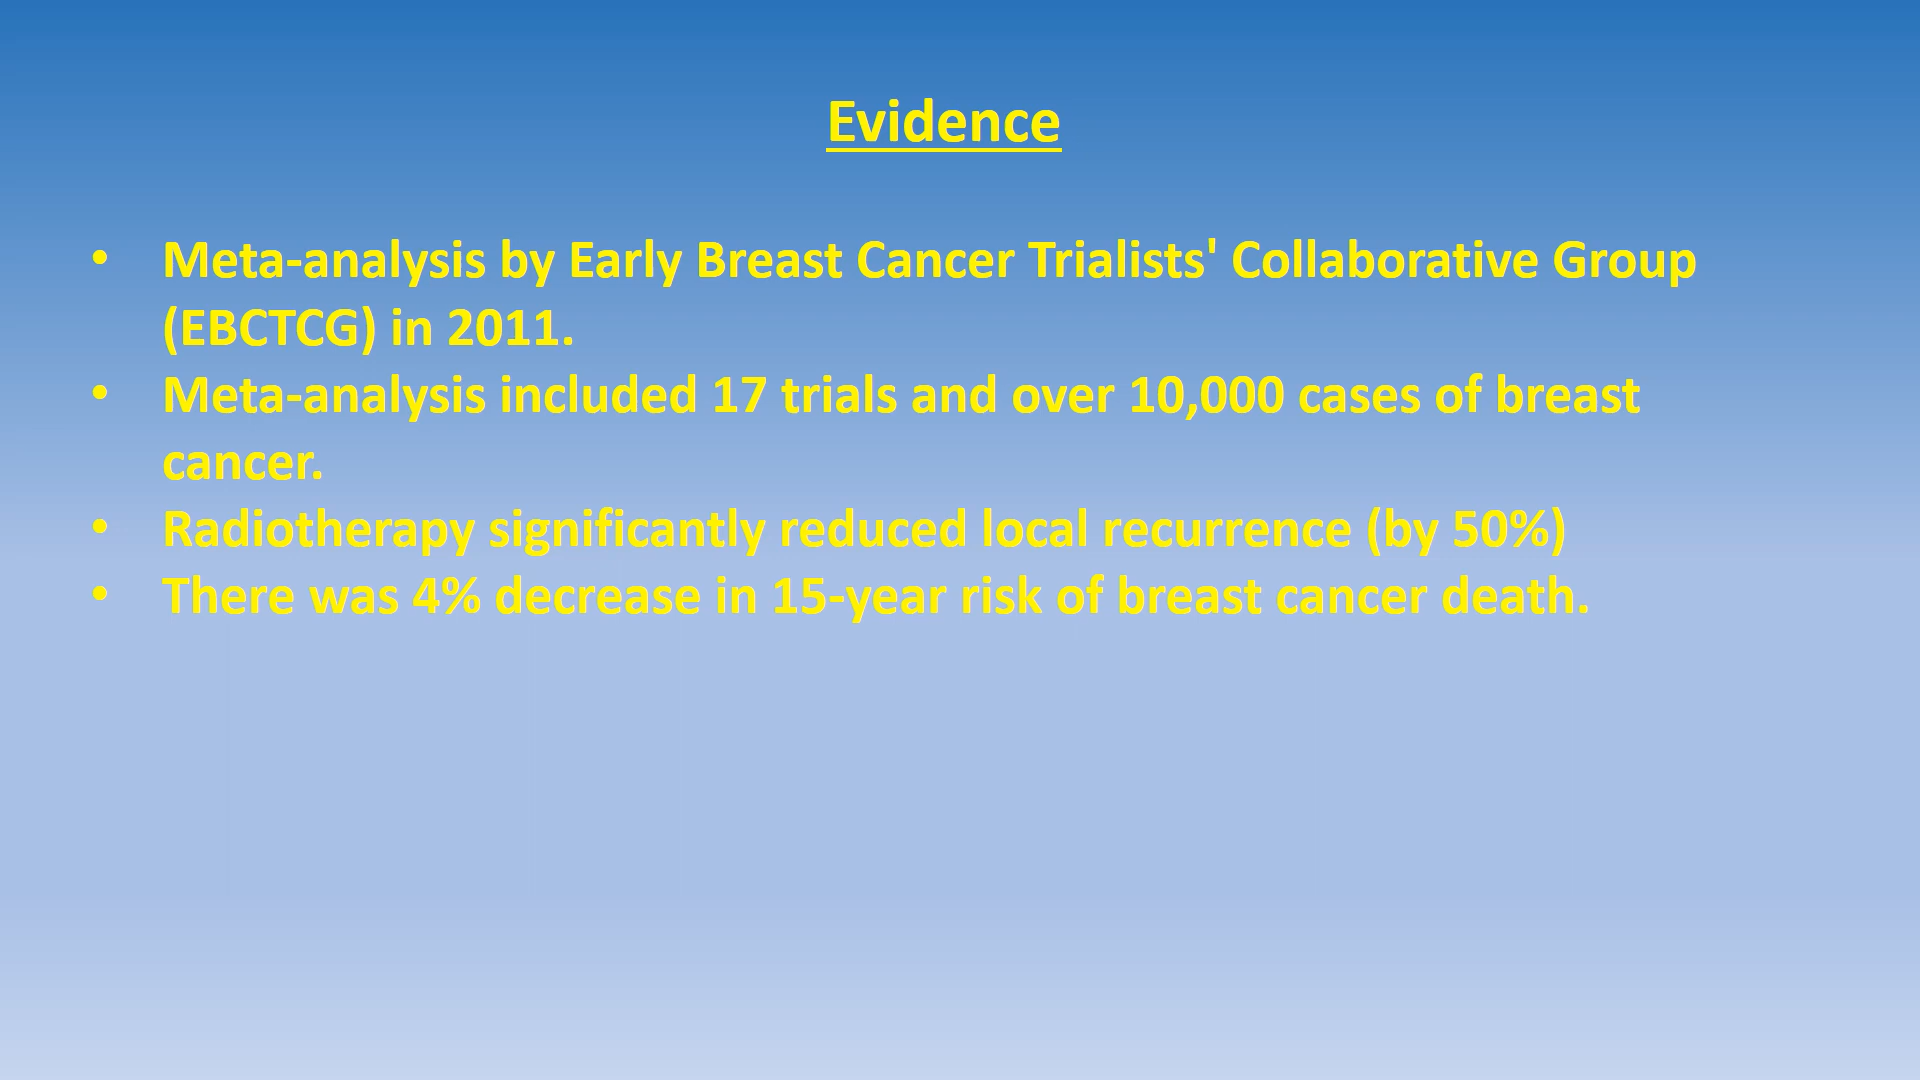 Evidence
• Meta-analysis by Early Breast Cancer Trialists' Collaborative Group
(EBCTCG) in 2011.
• Meta-analysis included 17 trials and over 10,000 cases of breast
cancer.
• Radiotherapy significantly reduced local recurrence (by 50%)
• There was 4% decrease in 15-year risk of breast cancer death.